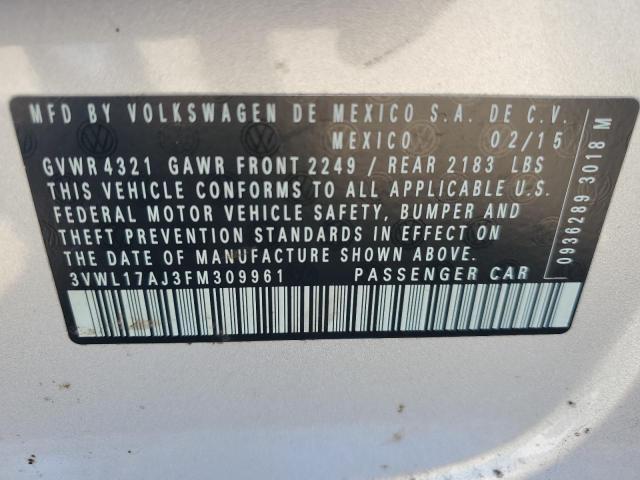 MFD BY VOLKSWAGEN DE MEXICO S.A. DE C.V.
MEXICO 02/15
GVWR 4321 GAWR FRONT 2249 / REAR 2183 LBS
THIS VEHICLE CONFORMS TO ALL APPLICABLE U.S.
FEDERAL MOTOR VEHICLE SAFETY, BUMPER AND
THEFT PREVENTION STANDARDS IN EFFECT ON
THE DATE OF MANUFACTURE SHOWN ABOVE.
3VWL17AJ3FM309961 PASSENGER CAR
0936289 3018 M